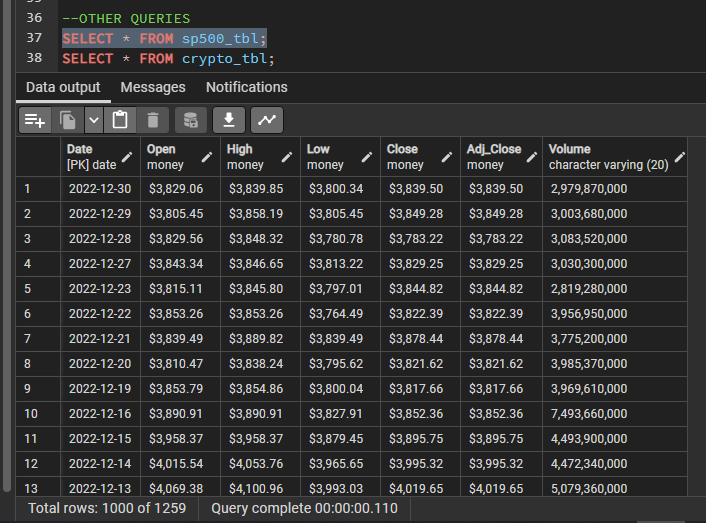 36 --OTHER QUERIES
37 SELECT * FROM sp500_tbl;
38 SELECT * FROM crypto_tbl;
Data output Messages Notifications
Date Open High Low Close Adj_Close Volume
[PK] date money money money money money character varying (20)
1 2022-12-30 $3,829.06 $3,839.85 $3,800.34 $3,839.50 $3,839.50 2,979,870,000
2 2022-12-29 $3,805.45 $3,858.19 $3,805.45 $3,849.28 $3,849.28 3,003,680,000
3 2022-12-28 $3,829.56 $3,848.32 $3,780.78 $3,783.22 $3,783.22 3,083,520,000
4 2022-12-27 $3,843.34 $3,846.65 $3,813.22 $3,829.25 $3,829.25 3,030,300,000
5 2022-12-23 $3,815.11 $3,845.80 $3,797.01 $3,844.82 $3,844.82 2,819,280,000
6 2022-12-22 $3,853.26 $3,853.26 $3,764.49 $3,822.39 $3,822.39 3,956,950,000
7 2022-12-21 $3,839.49 $3,889.82 $3,839.49 $3,878.44 $3,878.44 3,775,200,000
8 2022-12-20 $3,810.47 $3,838.24 $3,795.62 $3,821.62 $3,821.62 3,985,370,000
9 2022-12-19 $3,853.79 $3,854.86 $3,800.04 $3,817.66 $3,817.66 3,969,610,000
10 2022-12-16 $3,890.91 $3,890.91 $3,827.91 $3,852.36 $3,852.36 7,493,660,000
11 2022-12-15 $3,958.37 $3,958.37 $3,879.45 $3,895.75 $3,895.75 4,493,900,000
12 2022-12-14 $4,015.54 $4,053.76 $3,965.65 $3,995.32 $3,995.32 4,472,340,000
13 2022-12-13 $4,069.38 $4,100.96 $3,993.03 $4,019.65 $4,019.65 5,079,360,000
Total rows: 1000 of 1259 Query complete 00:00:00.110